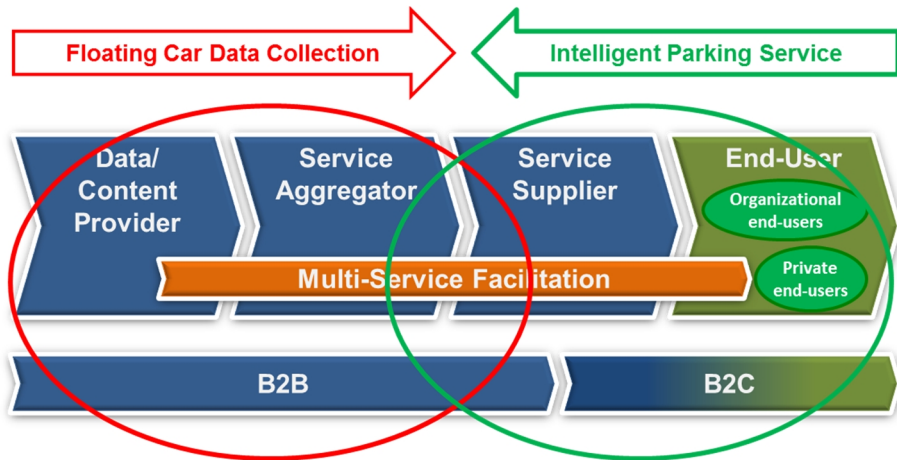 Floating Car Data Collection
Intelligent Parking Service
Data/
Content
Provider
Service
Aggregator
Service
Supplier
End-User
Organizational
end-users
Private
end-users
Multi-Service Facilitation
B2B
B2C